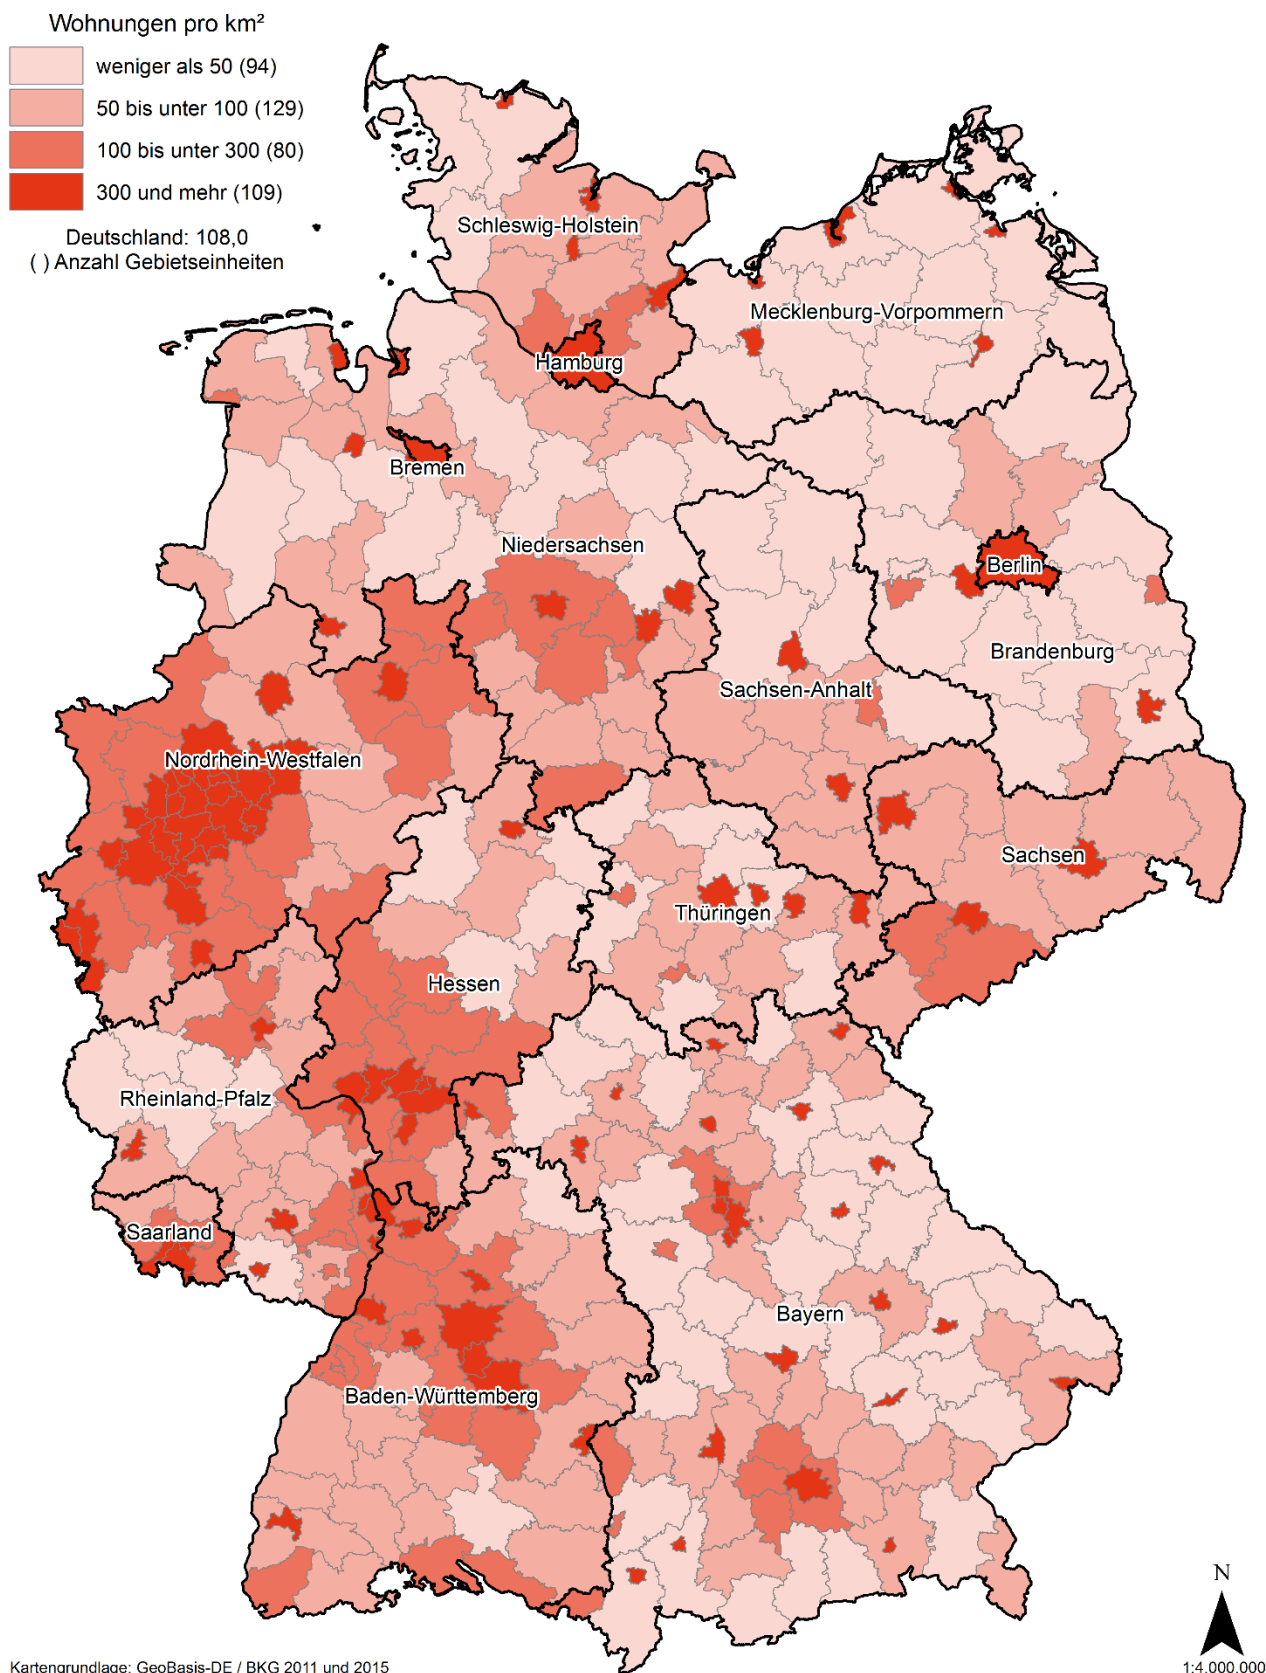 Wohnungen pro km²
weniger als 50 (94)
50 bis unter 100 (129)
100 bis unter 300 (80)
300 und mehr (109)
Deutschland: 108,0
( ) Anzahl Gebietseinheiten
Schleswig-Holstein
Mecklenburg-Vorpommern
Hamburg
Bremen
Niedersachsen
Berlin
Brandenburg
Sachsen-Anhalt
Nordrhein-Westfalen
Sachsen
Thüringen
Hessen
Rheinland-Pfalz
Saarland
Bayern
Baden-Württemberg
N
Kartengrundlage: GeoBasis-DE / BKG 2011 und 2015
1:4.000.000